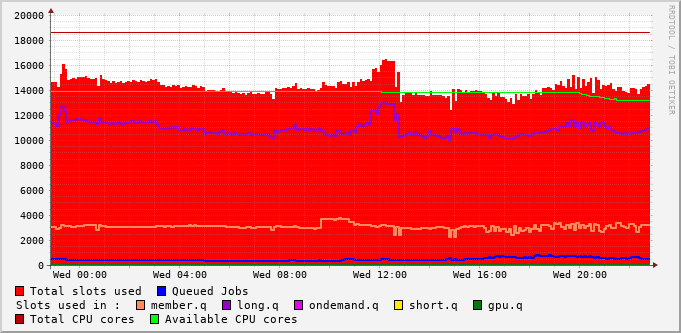 20000
18000
16000
14000
12000
10000
8000
6000
4000
2000
0
Wed 00:00 Wed 04:00 Wed 08:00 Wed 12:00 Wed 16:00 Wed 20:00
Total slots used Queued Jobs
Slots used in : member.q long.q ondemand.q short.q gpu.q
Total CPU cores Available CPU cores
RRDTOOL / TOBI OETIKER